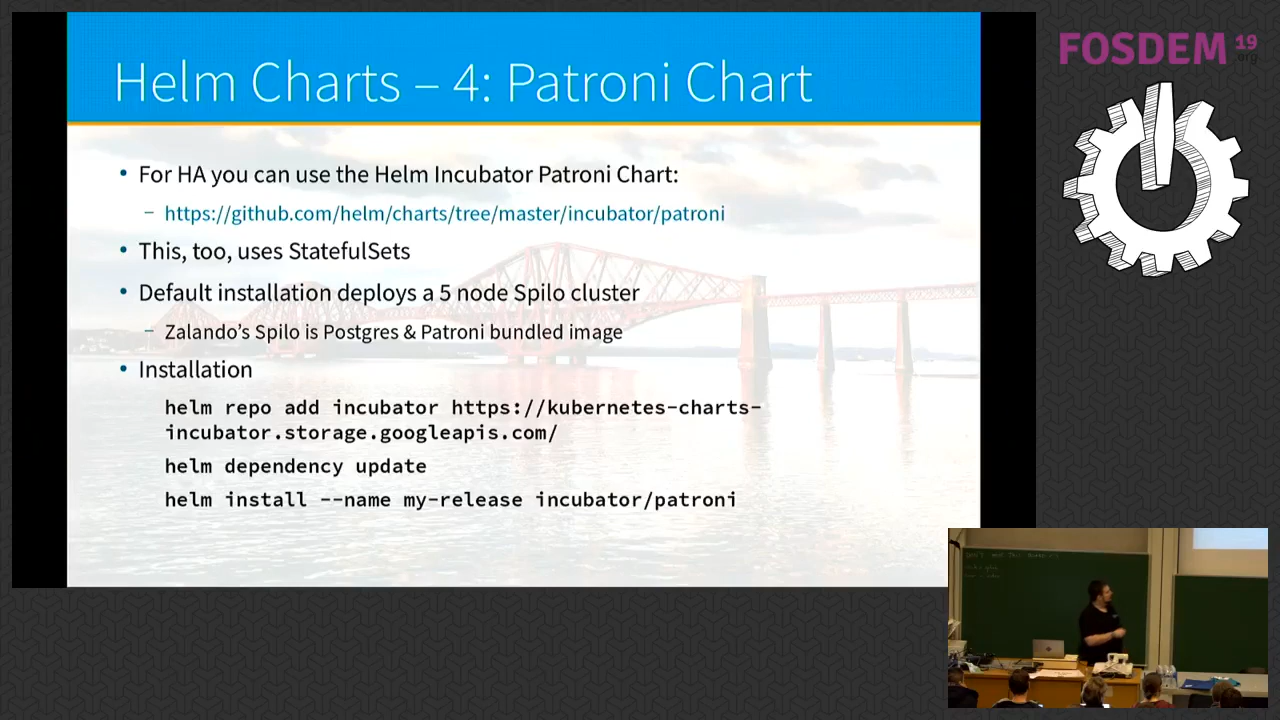 Helm Charts – 4: Patroni Chart
FOSDEM 19
.org
• For HA you can use the Helm Incubator Patroni Chart:
– https://github.com/helm/charts/tree/master/incubator/patroni
• This, too, uses StatefulSets
• Default installation deploys a 5 node Spilo cluster
– Zalando’s Spilo is Postgres & Patroni bundled image
• Installation
helm repo add incubator https://kubernetes-charts-
incubator.storage.googleapis.com/
helm dependency update
helm install --name my-release incubator/patroni